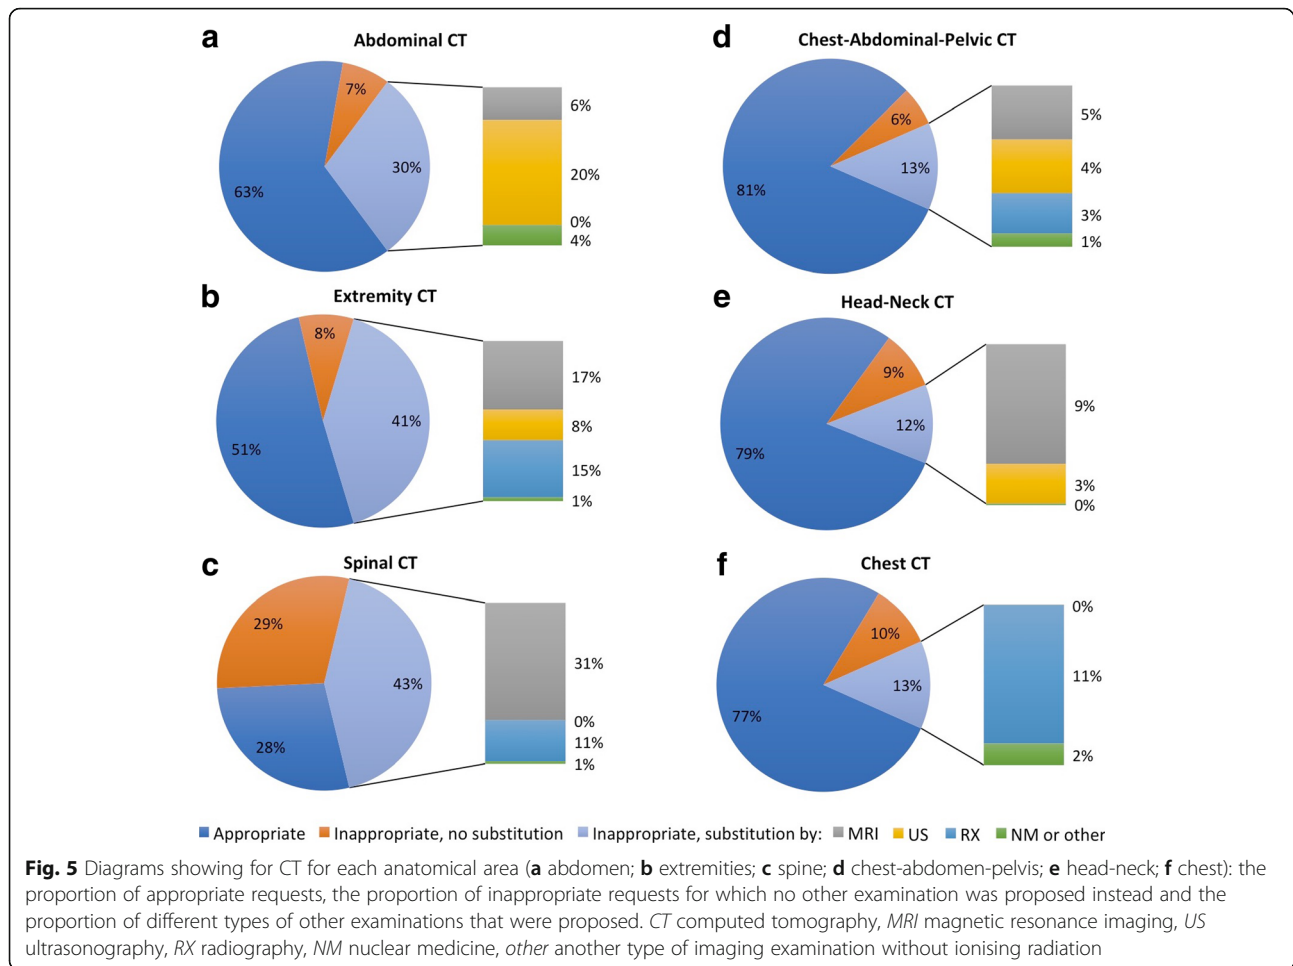 a
Abdominal CT
7%
30%
63%
6%
20%
0%
4%
d
Chest-Abdominal-Pelvic CT
6%
13%
81%
5%
4%
3%
1%
b
Extremity CT
8%
41%
51%
17%
8%
15%
1%
e
Head-Neck CT
9%
12%
79%
9%
3%
0%
c
Spinal CT
29%
43%
28%
31%
0%
11%
1%
f
Chest CT
10%
13%
77%
0%
11%
2%
Appropriate Inappropriate, no substitution Inappropriate, substitution by: MRI US RX NM or other
Fig. 5 Diagrams showing for CT for each anatomical area (a abdomen; b extremities; c spine; d chest-abdomen-pelvis; e head-neck; f chest): the
proportion of appropriate requests, the proportion of inappropriate requests for which no other examination was proposed instead and the
proportion of different types of other examinations that were proposed. CT computed tomography, MRI magnetic resonance imaging, US
ultrasonography, RX radiography, NM nuclear medicine, other another type of imaging examination without ionising radiation